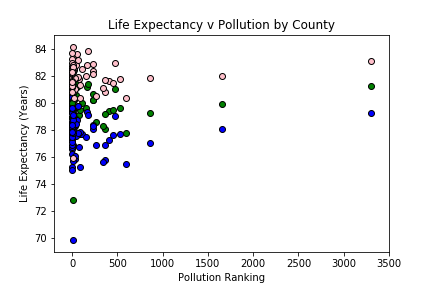 Life Expectancy v Pollution by County
84
82
80
78
76
74
72
70
Life Expectancy (Years)
0 500 1000 1500 2000 2500 3000 3500
Pollution Ranking